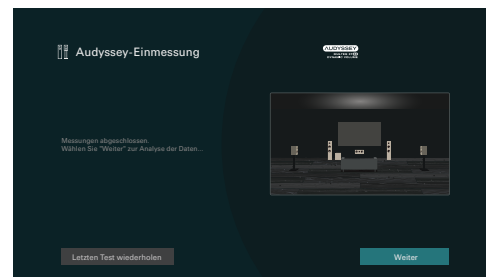 Audyssey-Einmessung
AUDYSSEY
Messungen abgeschlossen.
Wählen Sie "Weiter" zur Analyse der Daten...
Letzten Test wiederholen
Weiter